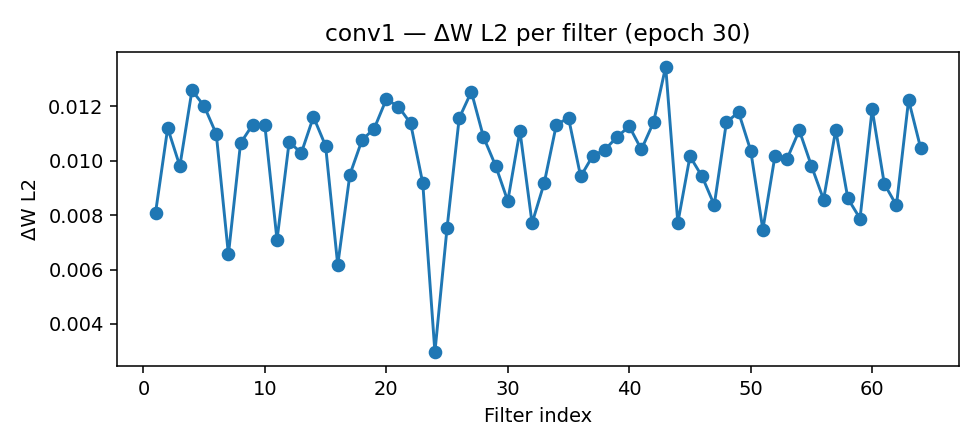 conv1 — ΔW L2 per filter (epoch 30)
ΔW L2
0.012
0.010
0.008
0.006
0.004
0 10 20 30 40 50 60
Filter index